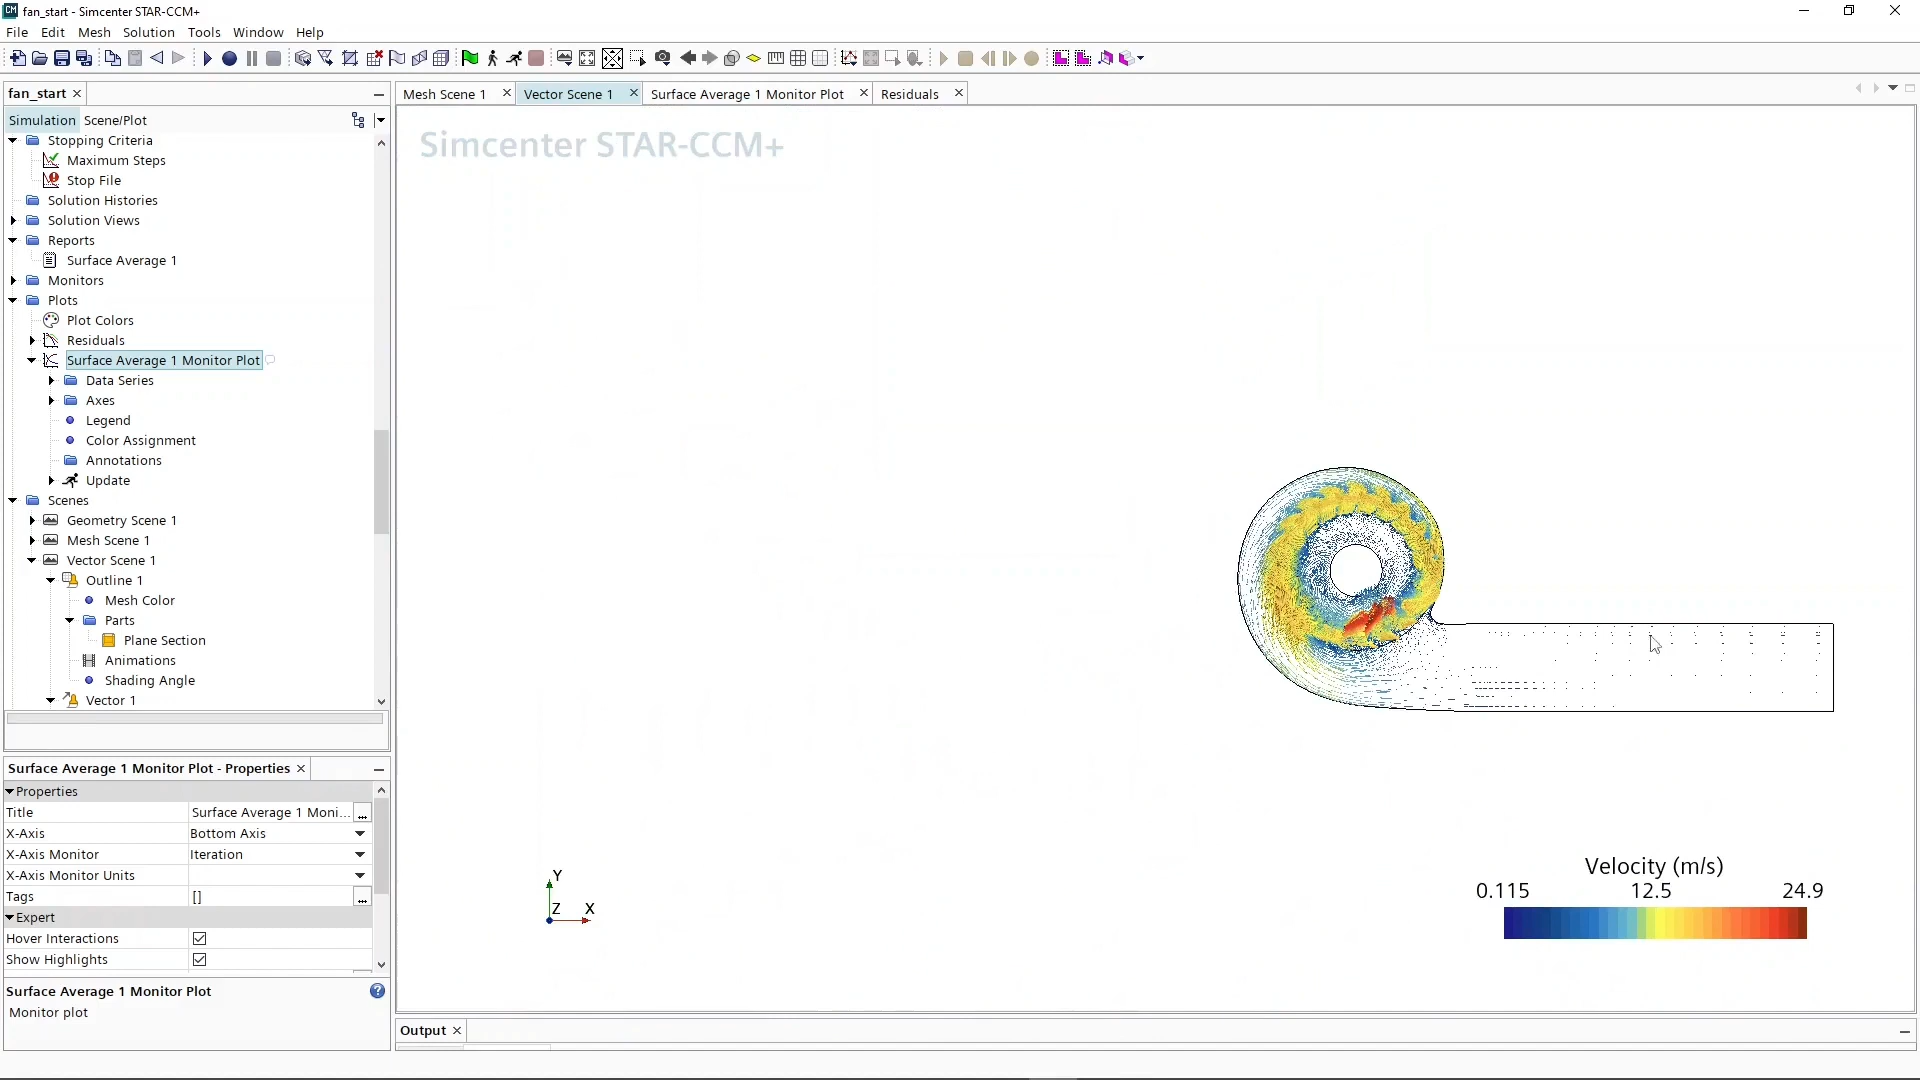 fan_start - Simcenter STAR-CCM+
File Edit Mesh Solution Tools Window Help
fan_start
Mesh Scene 1
Vector Scene 1
Surface Average 1 Monitor Plot
Residuals
Simulation Scene/Plot
Simcenter STAR-CCM+
Stopping Criteria
Maximum Steps
Stop File
Solution Histories
Solution Views
Reports
Surface Average 1
Monitors
Plots
Plot Colors
Residuals
Surface Average 1 Monitor Plot
Data Series
Axes
Legend
Color Assignment
Annotations
Update
Scenes
Geometry Scene 1
Mesh Scene 1
Vector Scene 1
Outline 1
Mesh Color
Parts
Plane Section
Animations
Shading Angle
Vector 1
Surface Average 1 Monitor Plot - Properties
Properties
Title Surface Average 1 Moni... ...
X-Axis Bottom Axis
X-Axis Monitor Iteration
X-Axis Monitor Units
Tags [] ...
Expert
Hover Interactions
Show Highlights
Surface Average 1 Monitor Plot
Monitor plot
Y
Z X
Velocity (m/s)
0.115 12.5 24.9
Output